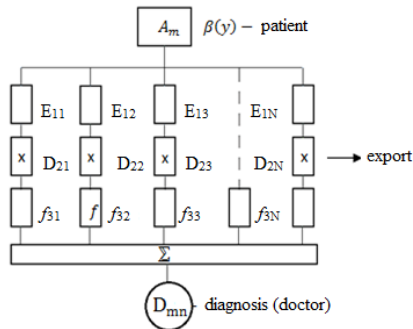 A_m β(y) – patient
E₁₁ E₁₂ E₁₃ E₁N
x D₂₁ x D₂₂ x D₂₃ D₂N x export
f₃₁ f f₃₂ f₃₃ f₃N
Σ
D_mn diagnosis (doctor)